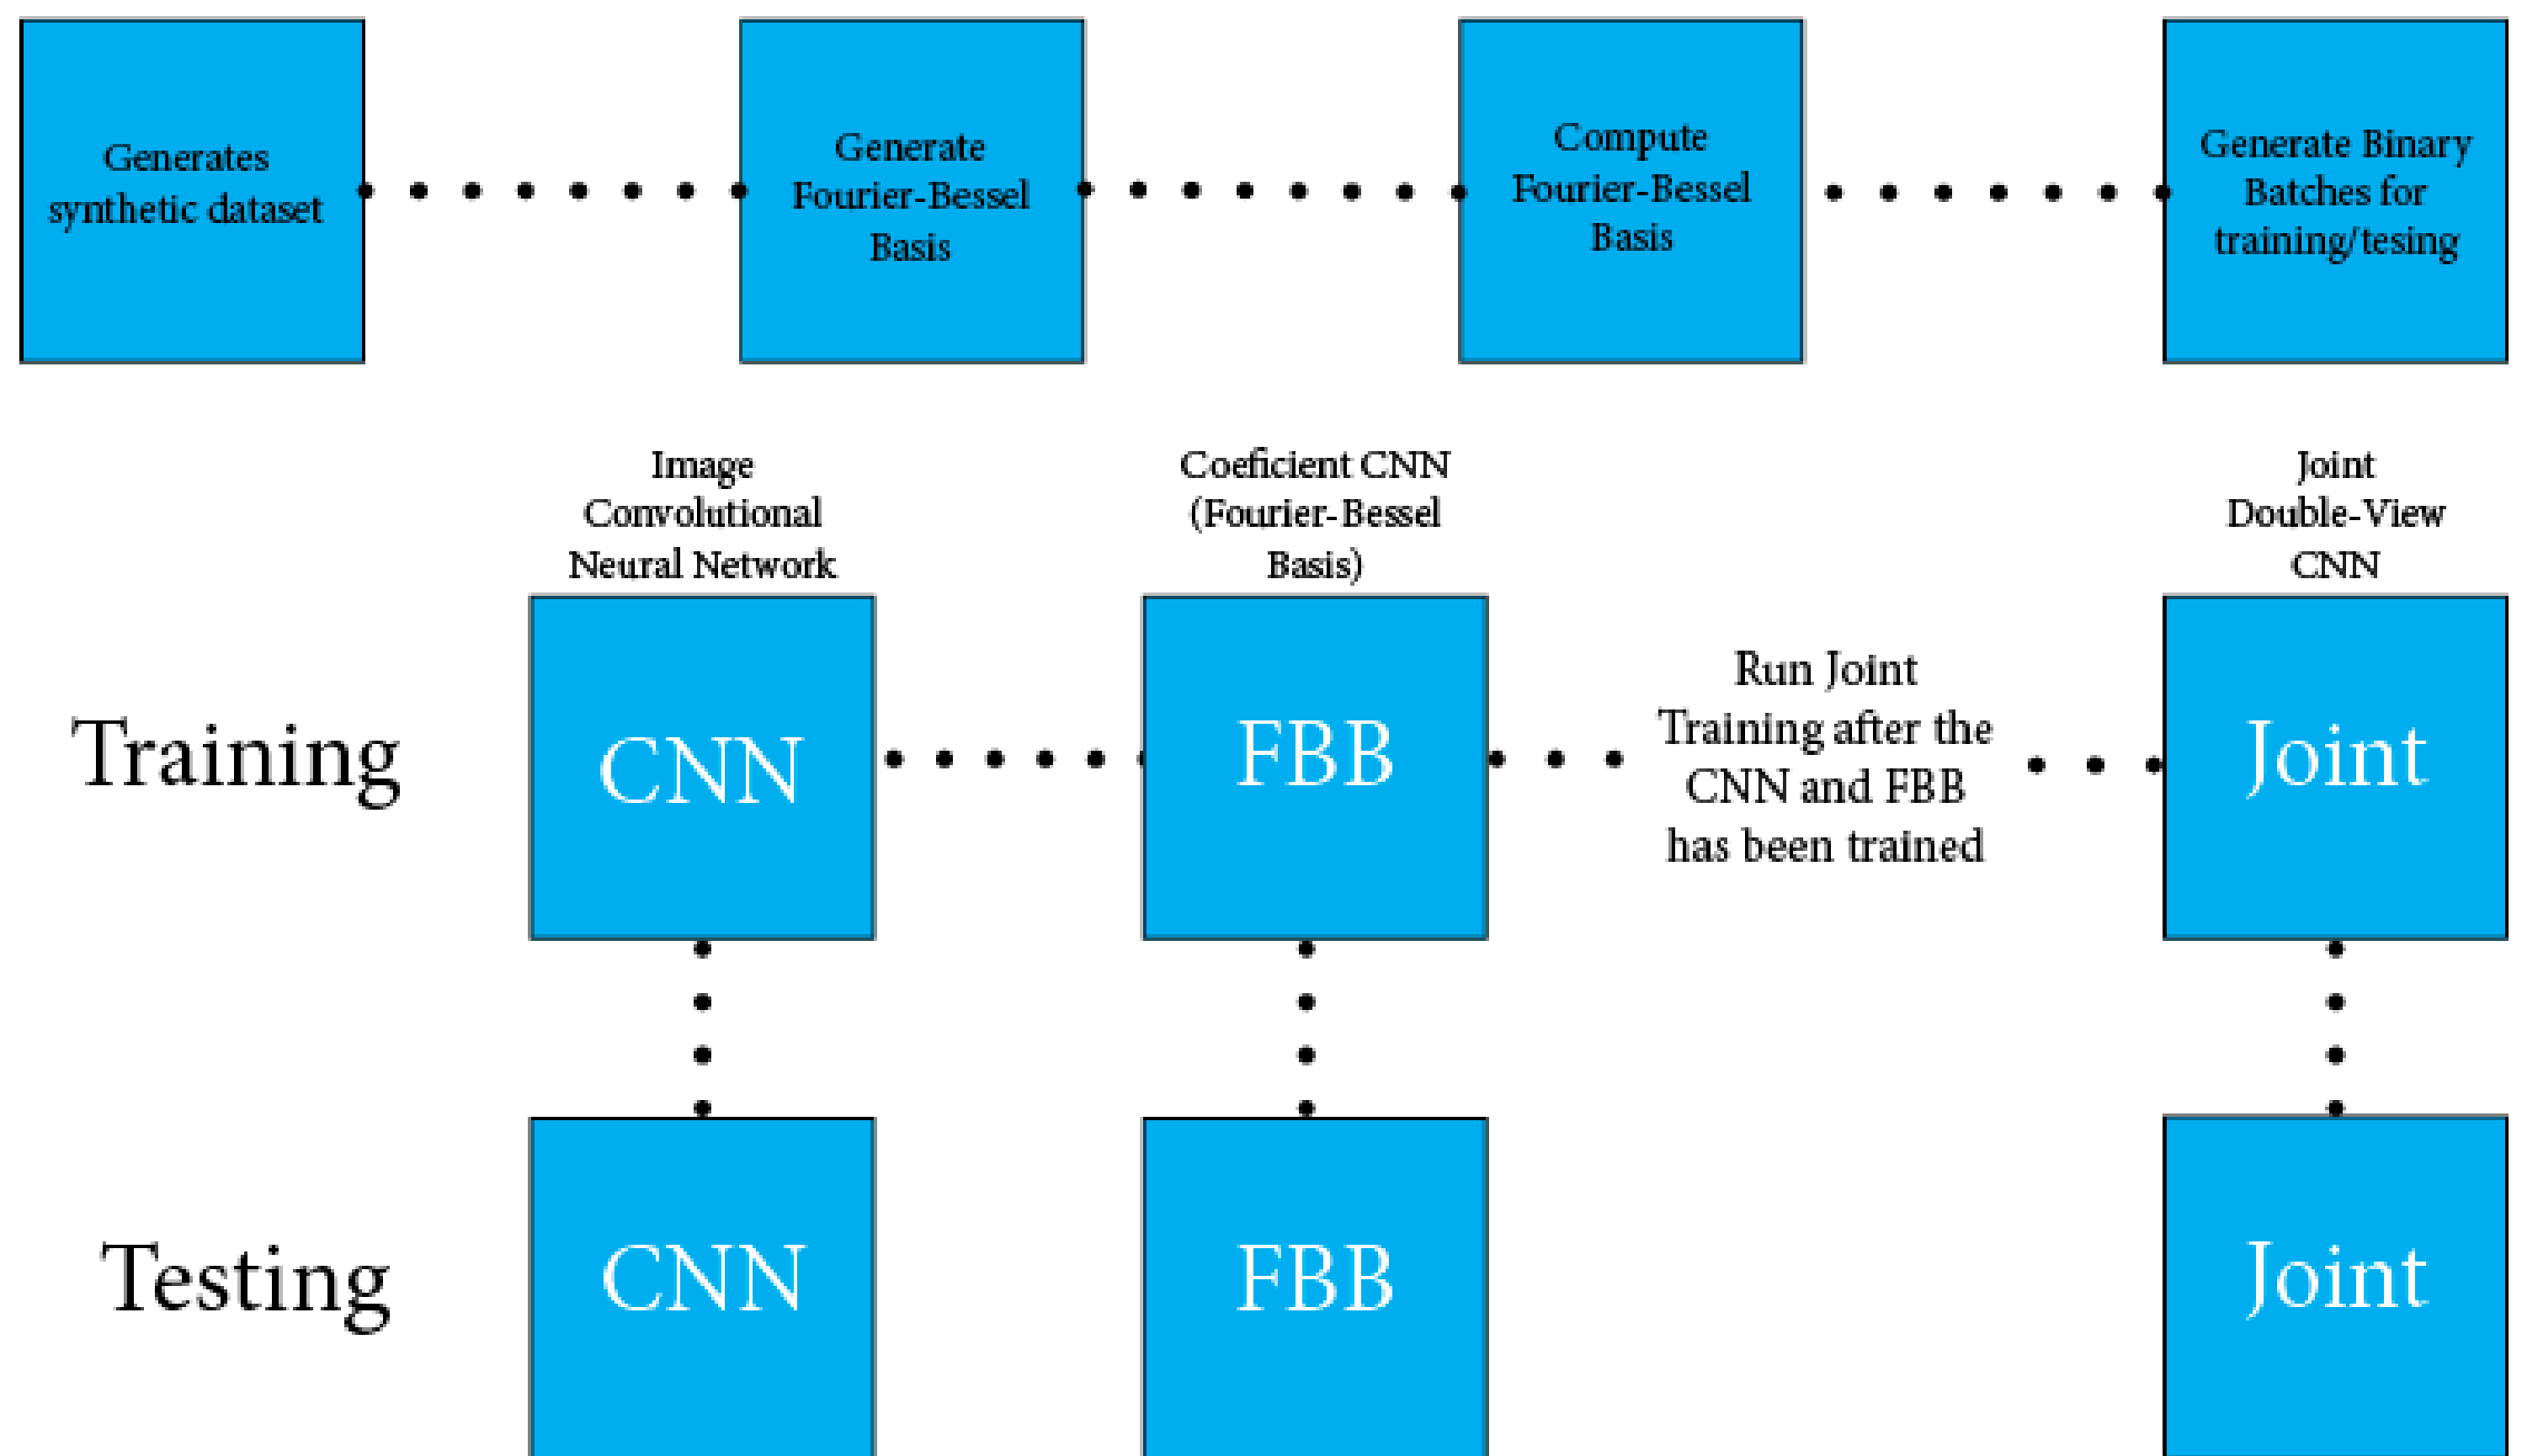 Generates
synthetic dataset
Generate
Fourier-Bessel
Basis
Compute
Fourier-Bessel
Basis
Generate Binary
Batches for
training/tesing
Image
Convolutional
Neural Network
Coeficient CNN
(Fourier-Bessel
Basis)
Joint
Double-View
CNN
Training
CNN
FBB
Run Joint
Training after the
CNN and FBB
has been trained
Joint
Testing
CNN
FBB
Joint